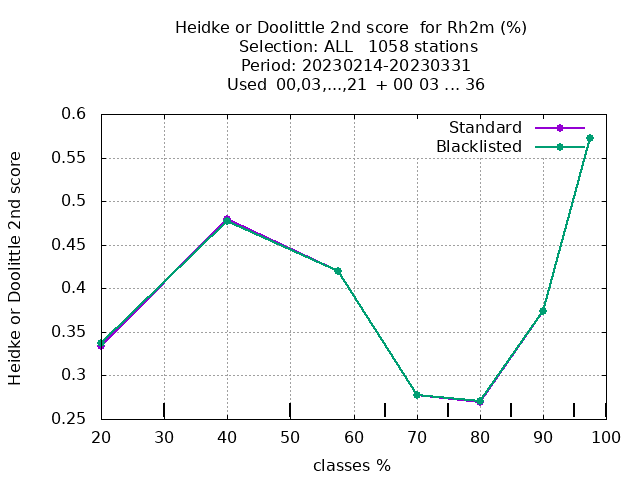 Heidke or Doolittle 2nd score  for Rh2m (%)
Selection: ALL   1058 stations
Period: 20230214-20230331
Used  00,03,...,21  + 00 03 ... 36
Standard
Blacklisted
Heidke or Doolittle 2nd score
0.6
0.55
0.5
0.45
0.4
0.35
0.3
0.25
20 30 40 50 60 70 80 90 100
classes %